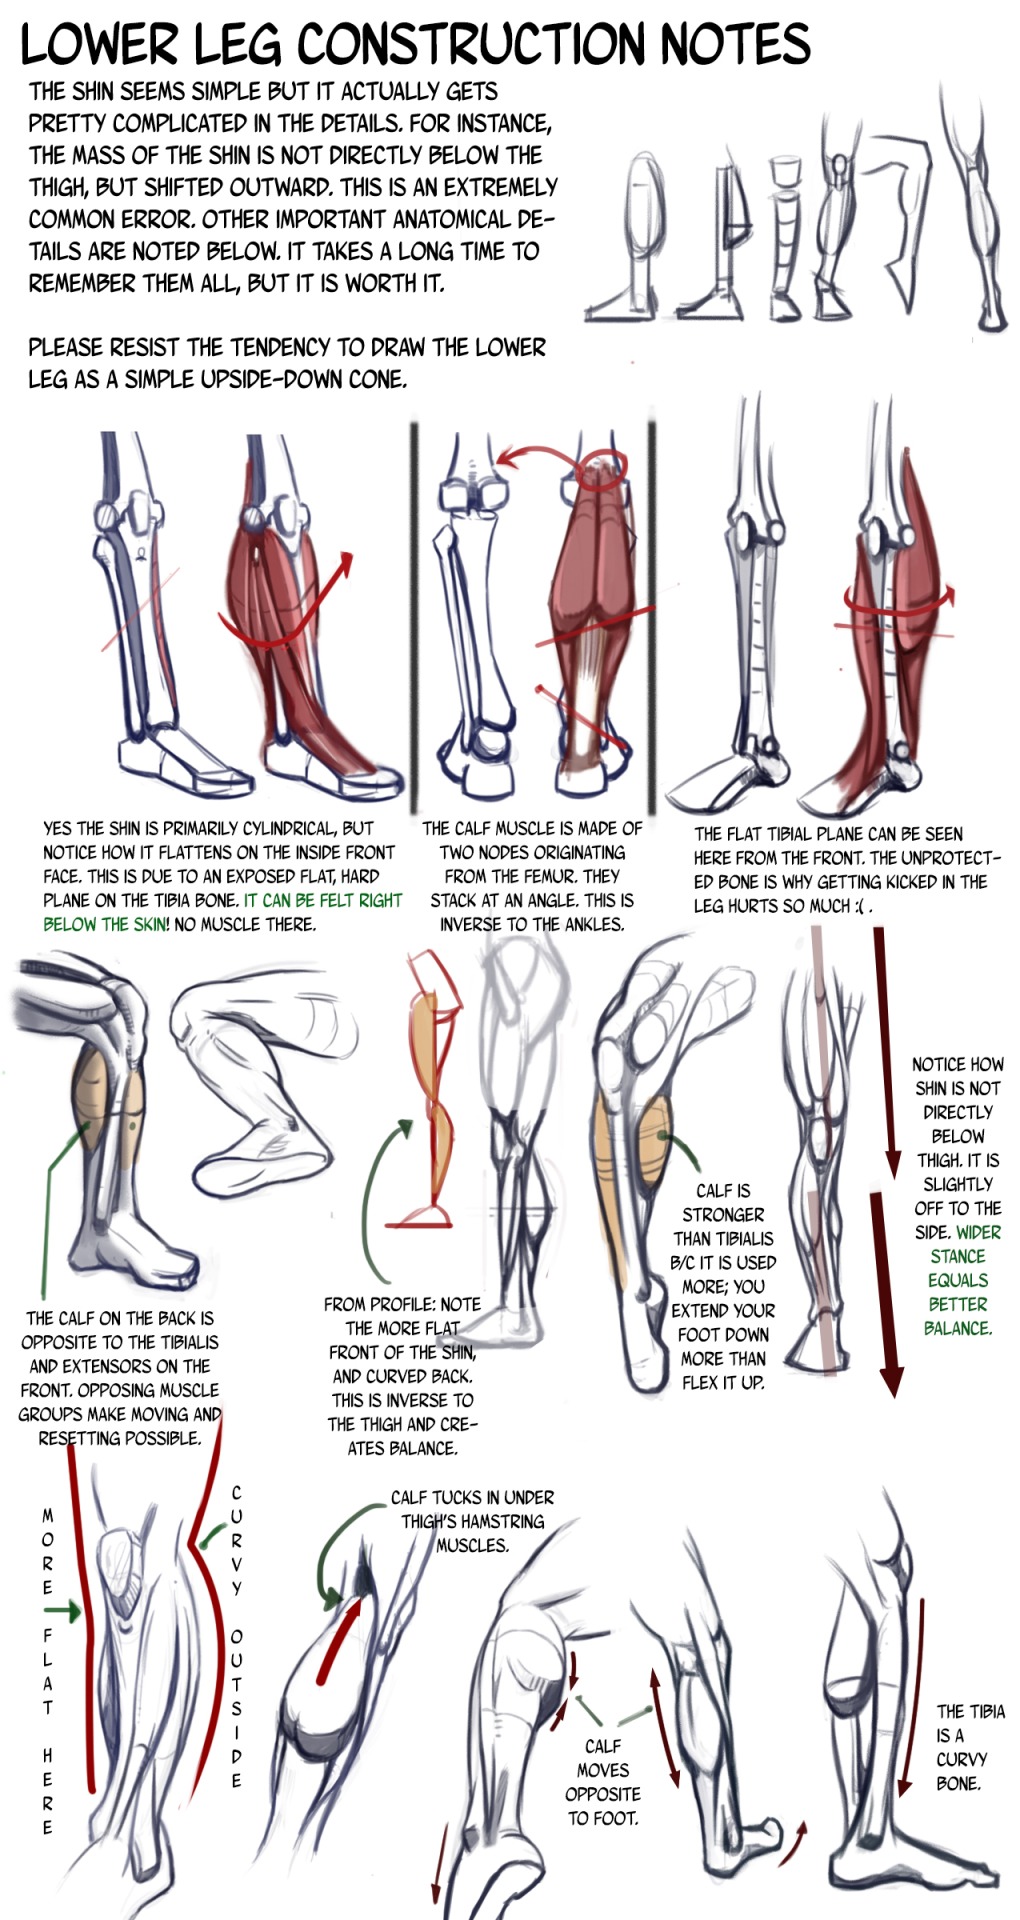 LOWER LEG CONSTRUCTION NOTES
THE SHIN SEEMS SIMPLE BUT IT ACTUALLY GETS
PRETTY COMPLICATED IN THE DETAILS. FOR INSTANCE,
THE MASS OF THE SHIN IS NOT DIRECTLY BELOW THE
THIGH, BUT SHIFTED OUTWARD. THIS IS AN EXTREMELY
COMMON ERROR. OTHER IMPORTANT ANATOMICAL DE-
TAILS ARE NOTED BELOW. IT TAKES A LONG TIME TO
REMEMBER THEM ALL, BUT IT IS WORTH IT.
PLEASE RESIST THE TENDENCY TO DRAW THE LOWER
LEG AS A SIMPLE UPSIDE-DOWN CONE.
YES THE SHIN IS PRIMARILY CYLINDRICAL, BUT
NOTICE HOW IT FLATTENS ON THE INSIDE FRONT
FACE. THIS IS DUE TO AN EXPOSED FLAT, HARD
PLANE ON THE TIBIA BONE. IT CAN BE FELT RIGHT
BELOW THE SKIN! NO MUSCLE THERE.
THE CALF MUSCLE IS MADE OF
TWO NODES ORIGINATING
FROM THE FEMUR. THEY
STACK AT AN ANGLE. THIS IS
INVERSE TO THE ANKLES.
THE FLAT TIBIAL PLANE CAN BE SEEN
HERE FROM THE FRONT. THE UNPROTECT-
ED BONE IS WHY GETTING KICKED IN THE
LEG HURTS SO MUCH :( .
THE CALF ON THE BACK IS
OPPOSITE TO THE TIBIALIS
AND EXTENSORS ON THE
FRONT. OPPOSING MUSCLE
GROUPS MAKE MOVING AND
RESETTING POSSIBLE.
FROM PROFILE: NOTE
THE MORE FLAT
FRONT OF THE SHIN,
AND CURVED BACK.
THIS IS INVERSE TO
THE THIGH AND CRE-
ATES BALANCE.
CALF IS
STRONGER
THAN TIBIALIS
B/C IT IS USED
MORE; YOU
EXTEND YOUR
FOOT DOWN
MORE THAN
FLEX IT UP.
NOTICE HOW
SHIN IS NOT
DIRECTLY
BELOW
THIGH. IT IS
SLIGHTLY
OFF TO THE
SIDE. WIDER
STANCE
EQUALS
BETTER
BALANCE.
MORE FLAT HERE
CURVY OUTSIDE
CALF TUCKS IN UNDER
THIGH'S HAMSTRING
MUSCLES.
CALF
MOVES
OPPOSITE
TO FOOT.
THE TIBIA
IS A
CURVY
BONE.